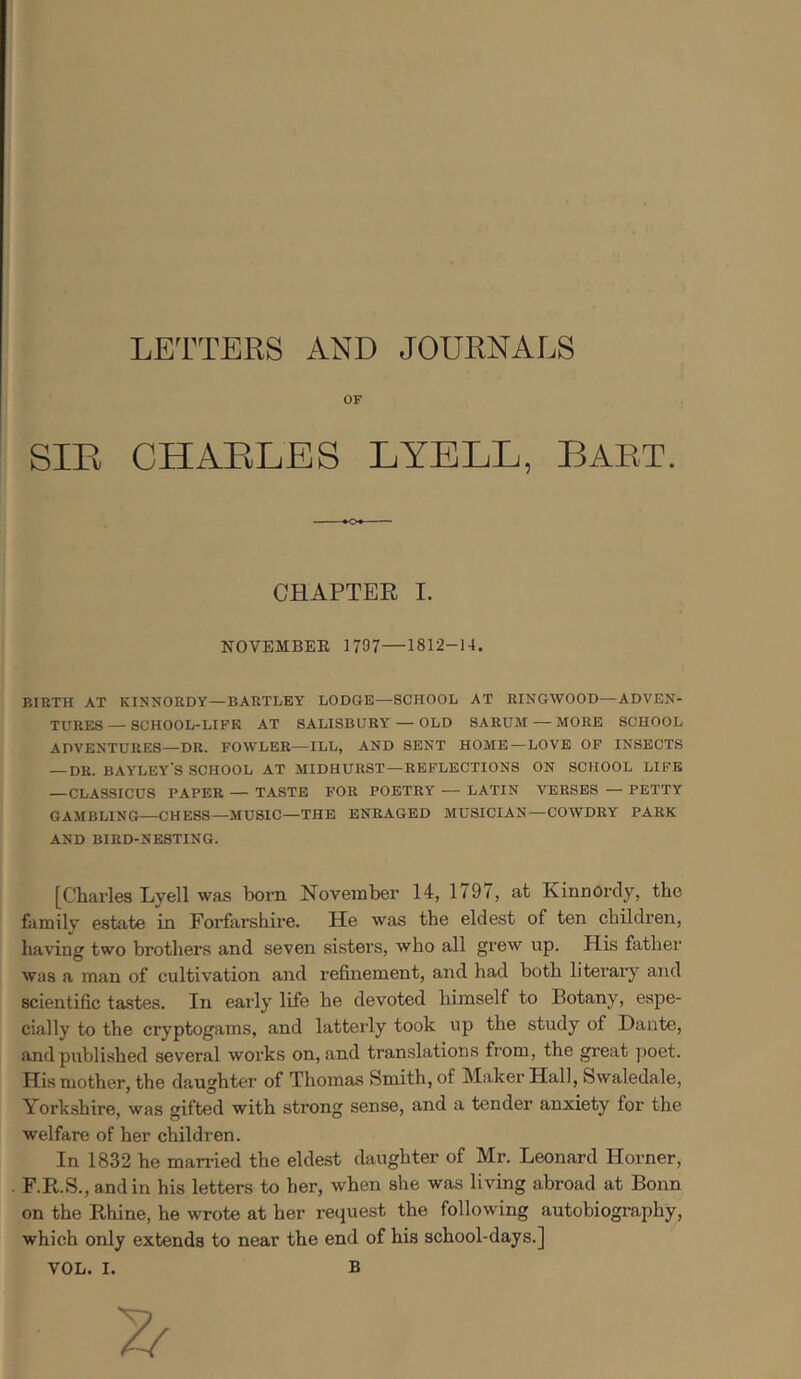 LETTERS AND JOURNALS
OF
SIR CHARLES LYELL, BART.
CHAPTER I.
NOVEMBER 1797—1812-14.
BIRTH AT KINNORDY—BARTLEY LODGE—SCHOOL AT RINGWOOD—ADVEN-
TURES — SCHOOL-LIFE AT SALISBURY — OLD SARUM — MORE SCHOOL
ADVENTURES—DR. FOWLER—ILL, AND SENT HOME—LOVE OF INSECTS
—DR. BAYLEY'S SCHOOL AT MIDHURST—REFLECTIONS ON SCHOOL LIFE
—CLASSICUS PAPER — TASTE FOR POETRY — LATIN VERSES — PETTY
GAMBLING—CHESS—MUSIC—THE ENRAGED MUSICIAN—COWDRY PARK
AND BIRD-NESTING.
[Charles Lyell was born November 14, 1797, at Kinnordy, the
family estate in Forfarshire. He was the eldest of ten children,
having two brothers and seven sisters, who all grew up. His father
was a man of cultivation and refinement, and had both literary and
scientific tastes. In early life he devoted himself to Botany, espe-
cially to the cryptogams, and latterly took up the study of Dante,
and published several works on, and translations from, the great poet.
His mother, the daughter of Thomas Smith, of Maker Hall, Swaledale,
Yorkshire, was gifted with strong sense, and a tender anxiety for the
welfare of her children.
In 1832 he married the eldest daughter of Mr. Leonard Horner,
F.R.S., and in his letters to her, when she was living abroad at Bonn
on the Rhine, he wrote at her request the following autobiography,
which only extends to near the end of his school-days.]
VOL. I. B